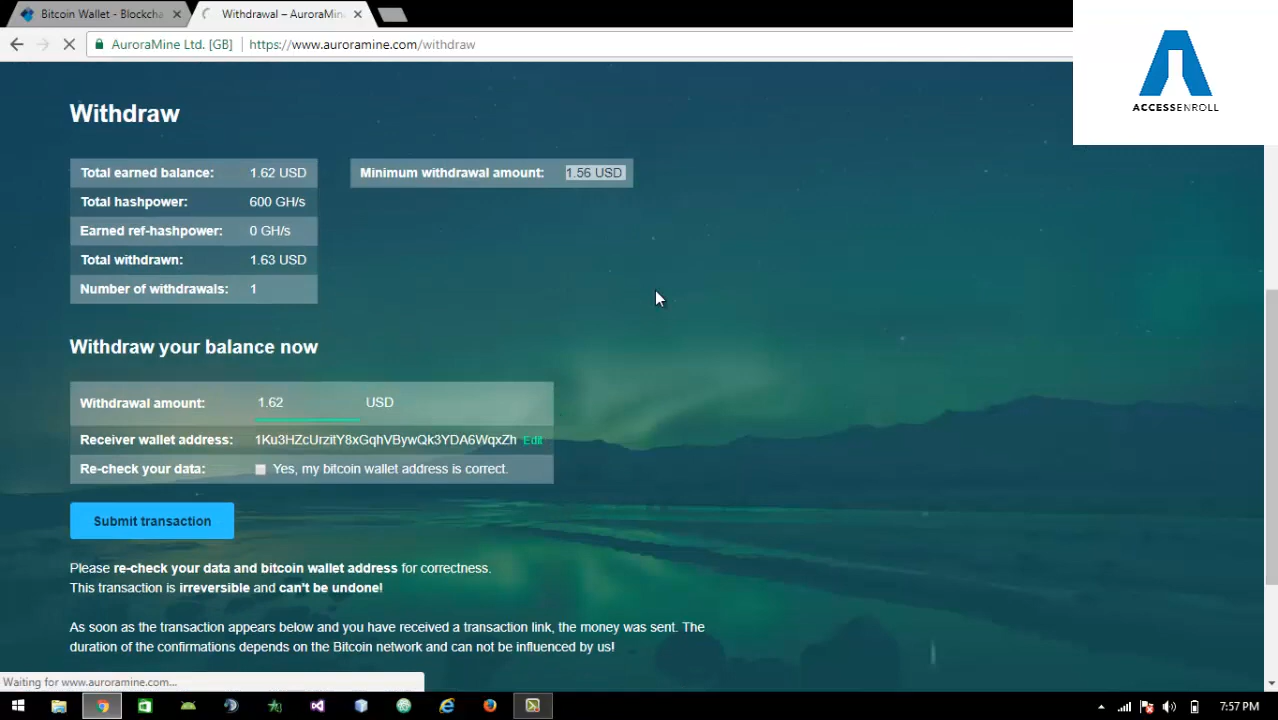 Bitcoin Wallet - Blockcha
Withdrawal – AuroraMin
AuroraMine Ltd. [GB]
https://www.auroramine.com/withdraw
ACCESSENROLL
Withdraw
Total earned balance: 1.62 USD
Minimum withdrawal amount: 1.56 USD
Total hashpower: 600 GH/s
Earned ref-hashpower: 0 GH/s
Total withdrawn: 1.63 USD
Number of withdrawals: 1
Withdraw your balance now
Withdrawal amount: 1.62 USD
Receiver wallet address: 1Ku3HZcUrzitY8xGqhVBywQk3YDA6WqxZh Edit
Re-check your data: Yes, my bitcoin wallet address is correct.
Submit transaction
Please re-check your data and bitcoin wallet address for correctness.
This transaction is irreversible and can't be undone!
As soon as the transaction appears below and you have received a transaction link, the money was sent. The
duration of the confirmations depends on the Bitcoin network and can not be influenced by us!
Waiting for www.auroramine.com...
7:57 PM